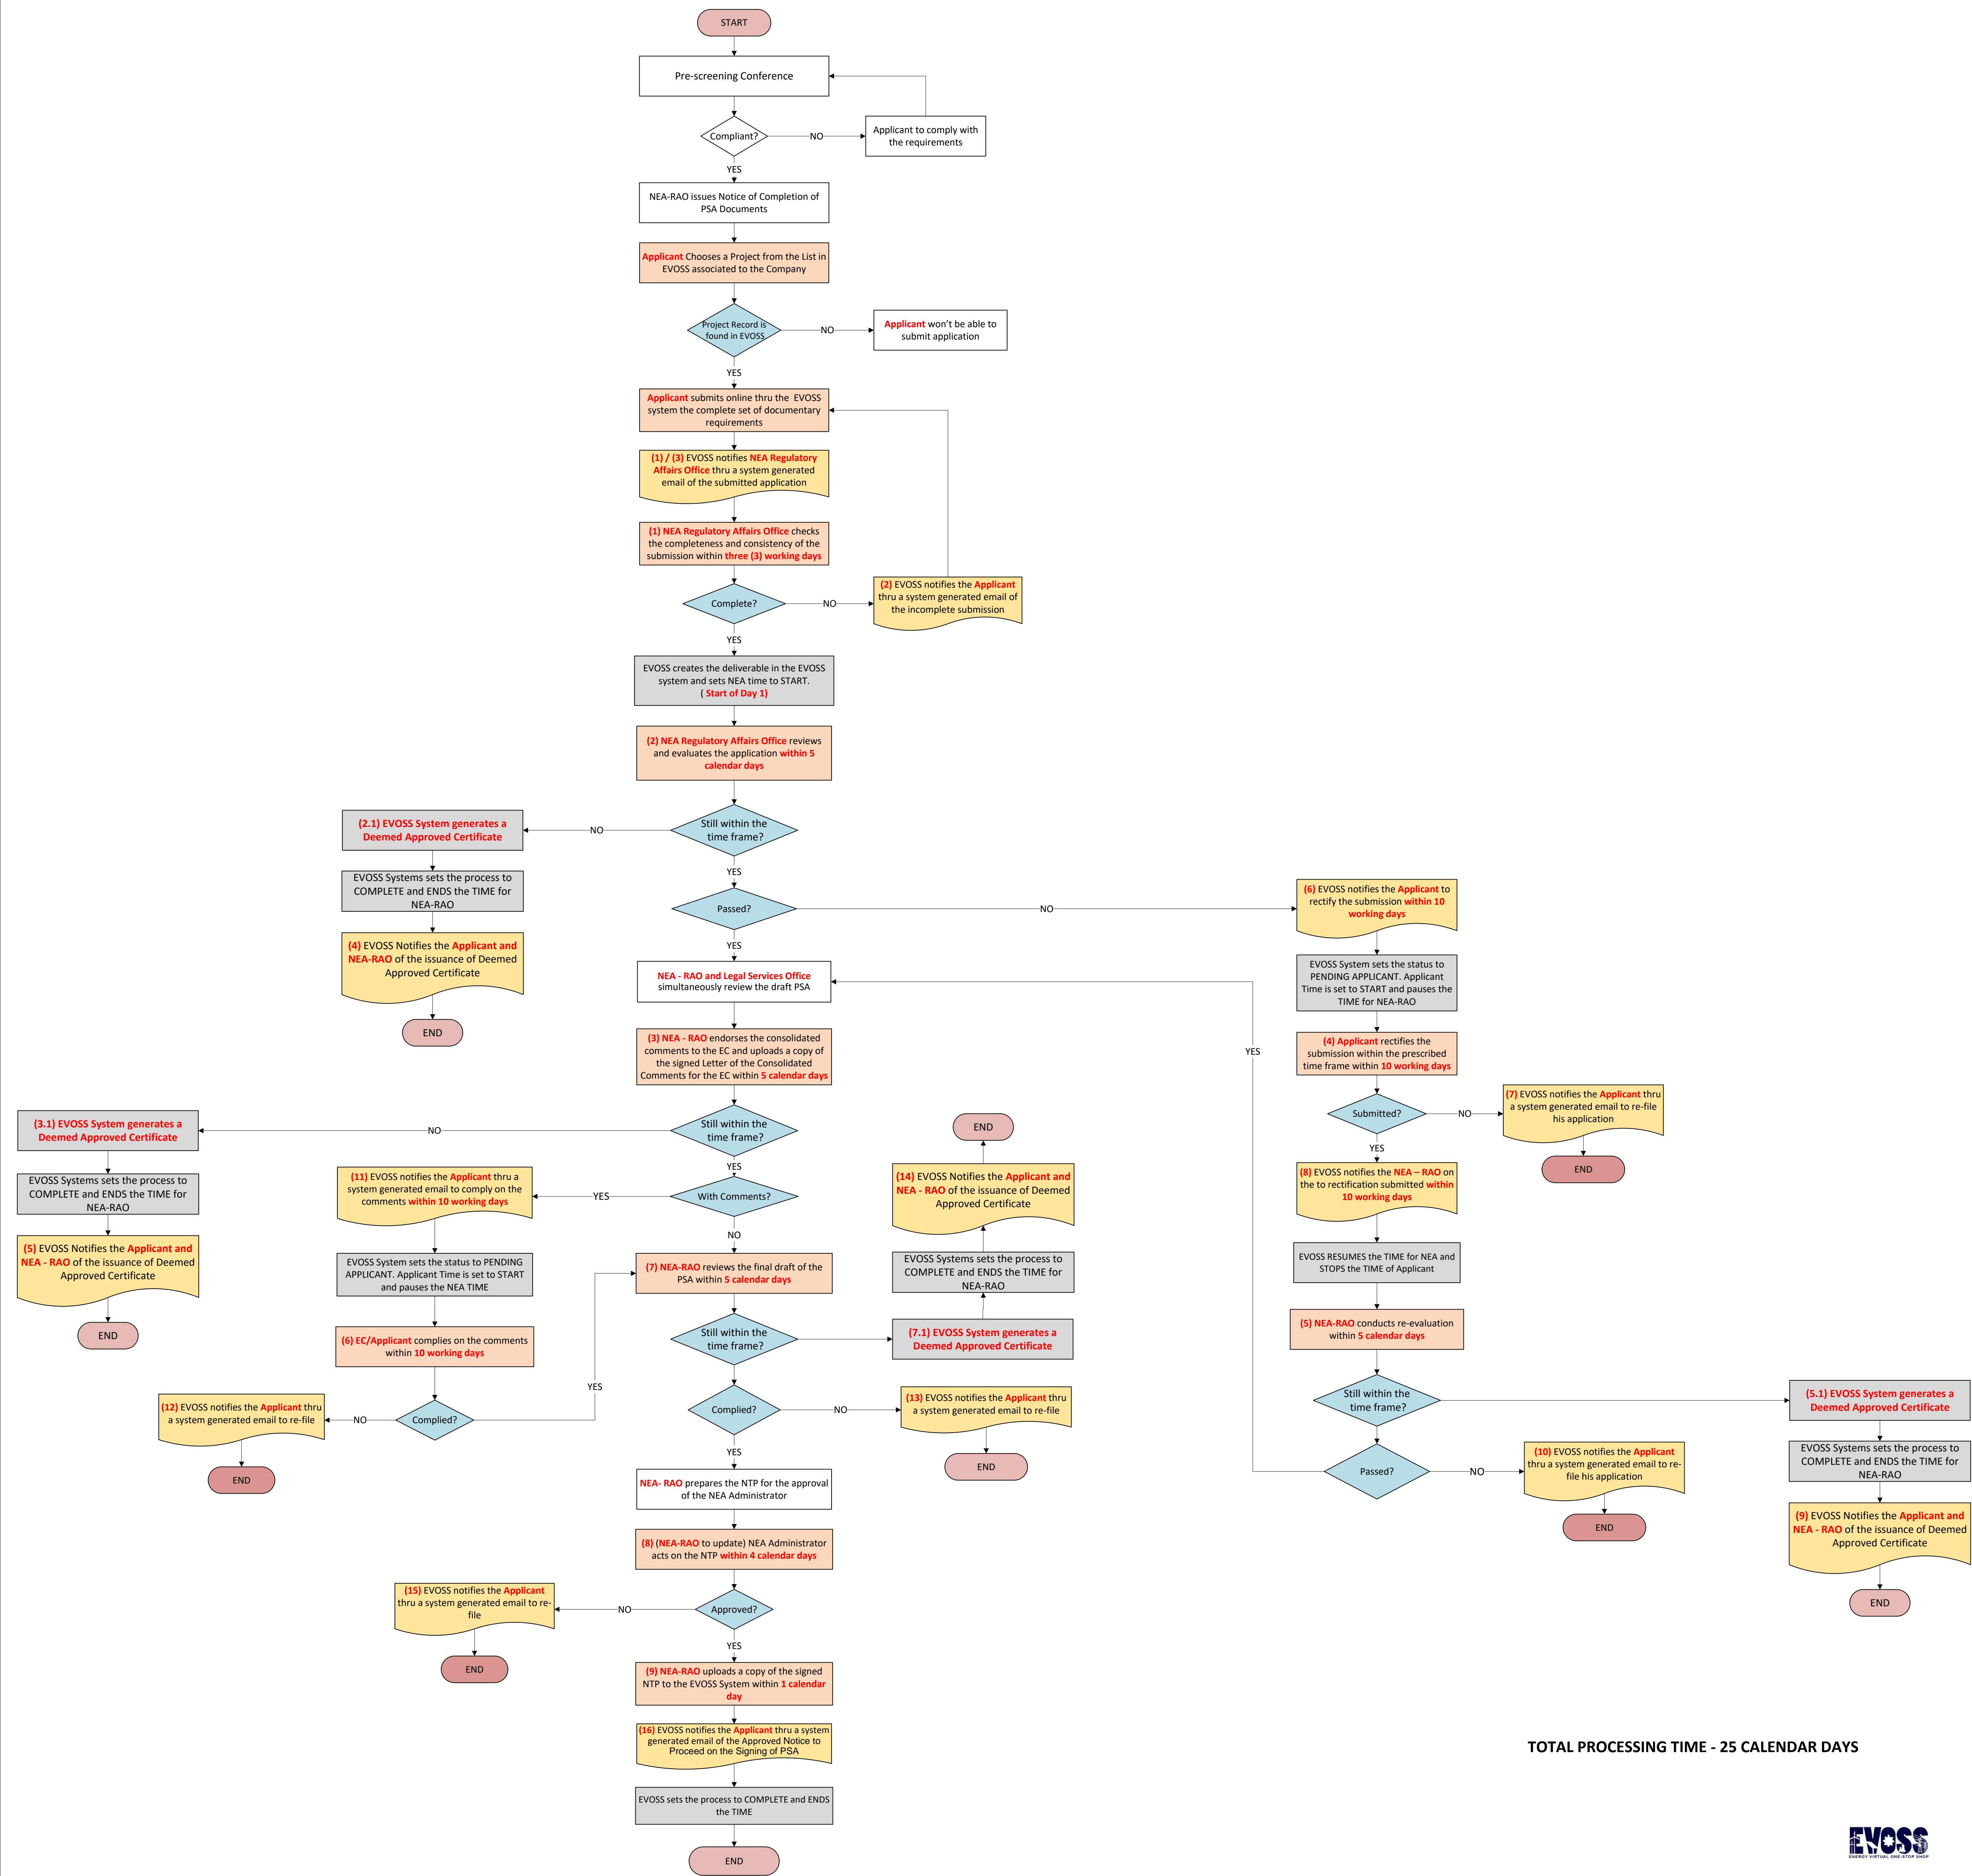 START
Pre-screening Conference
Compliant?
NO
Applicant to comply with
the requirements
YES
NEA-RAO issues Notice of Completion of
PSA Documents
Applicant Chooses a Project from the List in
EVOSS associated to the Company
Project Record is
found in EVOSS
NO
Applicant won't be able to
submit application
YES
Applicant submits online thru the EVOSS
system the complete set of documentary
requirements
(1) / (3) EVOSS notifies NEA Regulatory
Affairs Office thru a system generated
email of the submitted application
(1) NEA Regulatory Affairs Office checks
the completeness and consistency of the
submission within three (3) working days
Complete?
NO
(2) EVOSS notifies the Applicant
thru a system generated email of
the incomplete submission
YES
EVOSS creates the deliverable in the EVOSS
system and sets NEA time to START.
( Start of Day 1)
(2) NEA Regulatory Affairs Office reviews
and evaluates the application within 5
calendar days
Still within the
time frame?
NO
(2.1) EVOSS System generates a
Deemed Approved Certificate
EVOSS Systems sets the process to
COMPLETE and ENDS the TIME for
NEA-RAO
(4) EVOSS Notifies the Applicant and
NEA-RAO of the issuance of Deemed
Approved Certificate
END
YES
Passed?
NO
(6) EVOSS notifies the Applicant to
rectify the submission within 10
working days
EVOSS System sets the status to
PENDING APPLICANT. Applicant
Time is set to START and pauses the
TIME for NEA-RAO
(4) Applicant rectifies the
submission within the prescribed
time frame within 10 working days
Submitted?
NO
(7) EVOSS notifies the Applicant thru
a system generated email to re-file
his application
END
YES
(8) EVOSS notifies the NEA – RAO on
the to rectification submitted within
10 working days
EVOSS RESUMES the TIME for NEA and
STOPS the TIME of Applicant
(5) NEA-RAO conducts re-evaluation
within 5 calendar days
Still within the
time frame?
(5.1) EVOSS System generates a
Deemed Approved Certificate
EVOSS Systems sets the process to
COMPLETE and ENDS the TIME for
NEA-RAO
(9) EVOSS Notifies the Applicant and
NEA - RAO of the issuance of Deemed
Approved Certificate
END
Passed?
NO
(10) EVOSS notifies the Applicant
thru a system generated email to re-
file his application
END
YES
YES
NEA - RAO and Legal Services Office
simultaneously review the draft PSA
(3) NEA - RAO endorses the consolidated
comments to the EC and uploads a copy of
the signed Letter of the Consolidated
Comments for the EC within 5 calendar days
Still within the
time frame?
NO
(3.1) EVOSS System generates a
Deemed Approved Certificate
EVOSS Systems sets the process to
COMPLETE and ENDS the TIME for
NEA-RAO
(5) EVOSS Notifies the Applicant and
NEA - RAO of the issuance of Deemed
Approved Certificate
END
YES
With Comments?
YES
(11) EVOSS notifies the Applicant thru a
system generated email to comply on the
comments within 10 working days
EVOSS System sets the status to PENDING
APPLICANT. Applicant Time is set to START
and pauses the NEA TIME
(6) EC/Applicant complies on the comments
within 10 working days
Complied?
NO
(12) EVOSS notifies the Applicant thru
a system generated email to re-file
END
YES
NO
(7) NEA-RAO reviews the final draft of the
PSA within 5 calendar days
Still within the
time frame?
(7.1) EVOSS System generates a
Deemed Approved Certificate
EVOSS Systems sets the process to
COMPLETE and ENDS the TIME for
NEA-RAO
(14) EVOSS Notifies the Applicant and
NEA - RAO of the issuance of Deemed
Approved Certificate
END
Complied?
NO
(13) EVOSS notifies the Applicant thru
a system generated email to re-file
END
YES
NEA- RAO prepares the NTP for the approval
of the NEA Administrator
(8) (NEA-RAO to update) NEA Administrator
acts on the NTP within 4 calendar days
Approved?
NO
(15) EVOSS notifies the Applicant
thru a system generated email to re-
file
END
YES
(9) NEA-RAO uploads a copy of the signed
NTP to the EVOSS System within 1 calendar
day
(16) EVOSS notifies the Applicant thru a system
generated email of the Approved Notice to
Proceed on the Signing of PSA
EVOSS sets the process to COMPLETE and ENDS
the TIME
END
TOTAL PROCESSING TIME - 25 CALENDAR DAYS
EVOSS
ENERGY VIRTUAL ONE-STOP SHOP